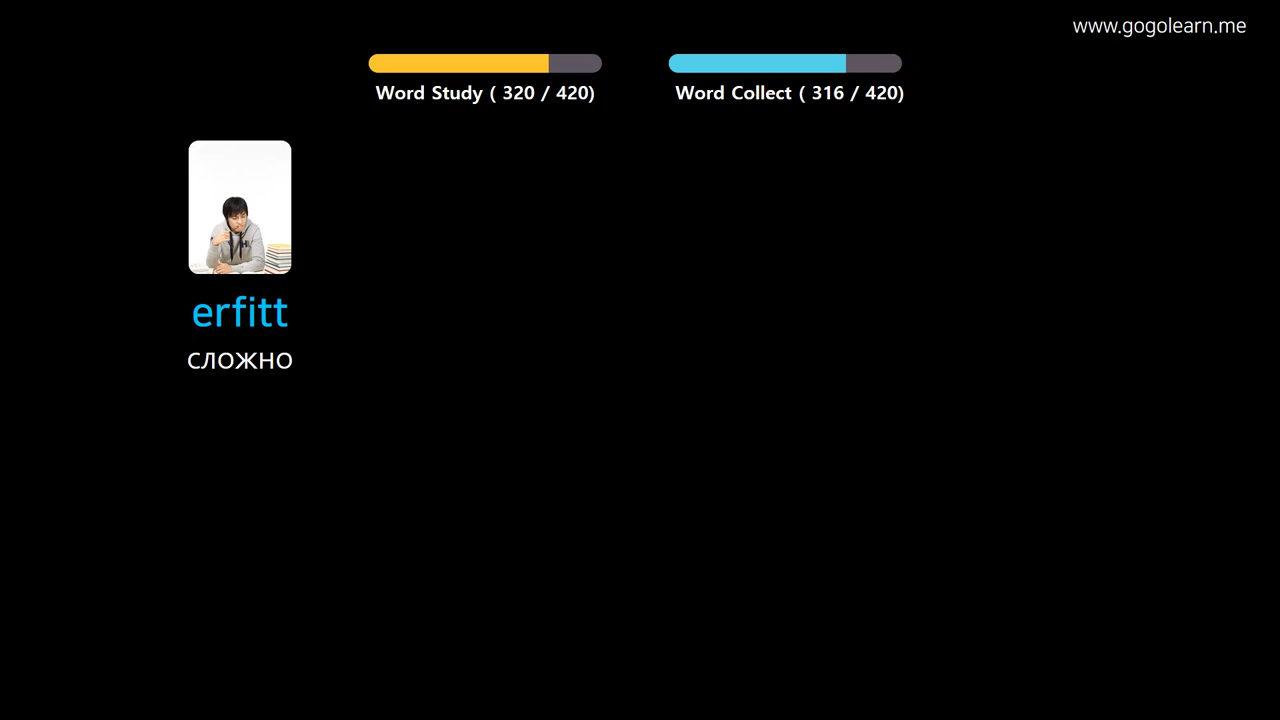 www.gogolearn.me
Word Study ( 320 / 420)
Word Collect ( 316 / 420)
erfitt
сложно